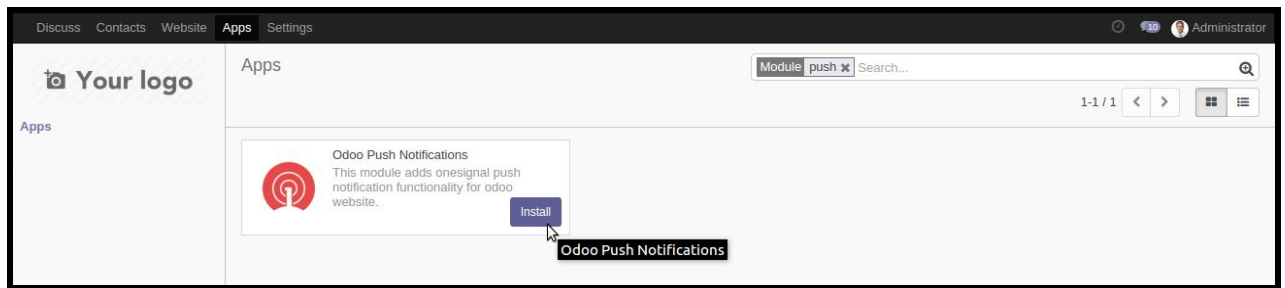 Discuss Contacts Website Apps Settings
10 Administrator
Your logo
Apps
Apps
Module push x Search...
1-1 / 1
Odoo Push Notifications
This module adds onesignal push
notification functionality for odoo
website.
Install
Odoo Push Notifications